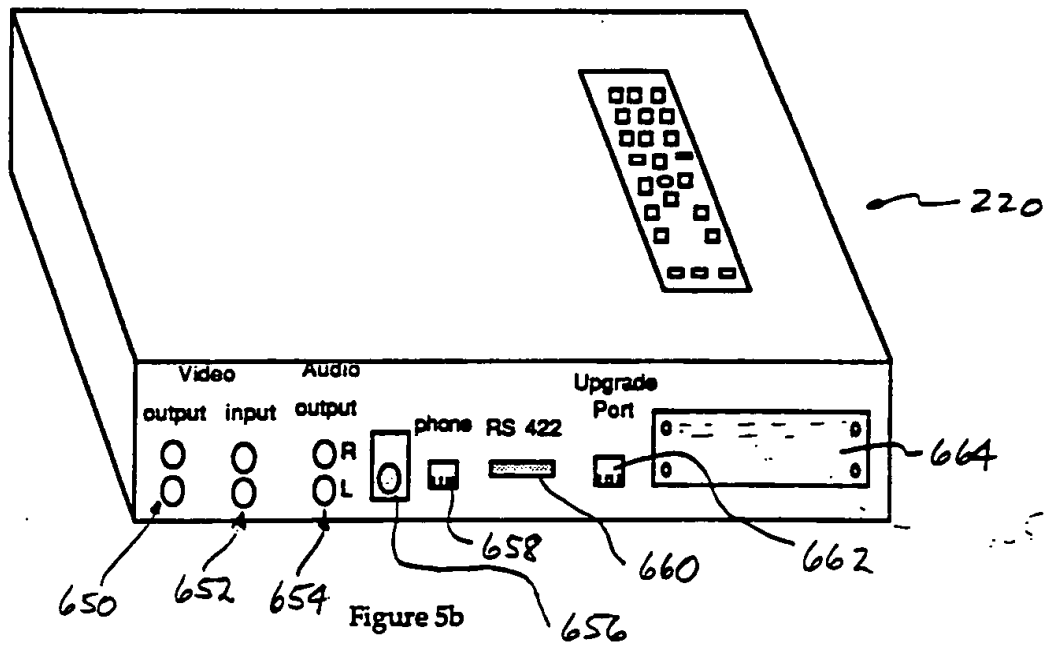 220
Video
Audio
output
input
output
phone
RS 422
Upgrade
Port
R
L
664
650
652
654
656
658
660
662
Figure 5b